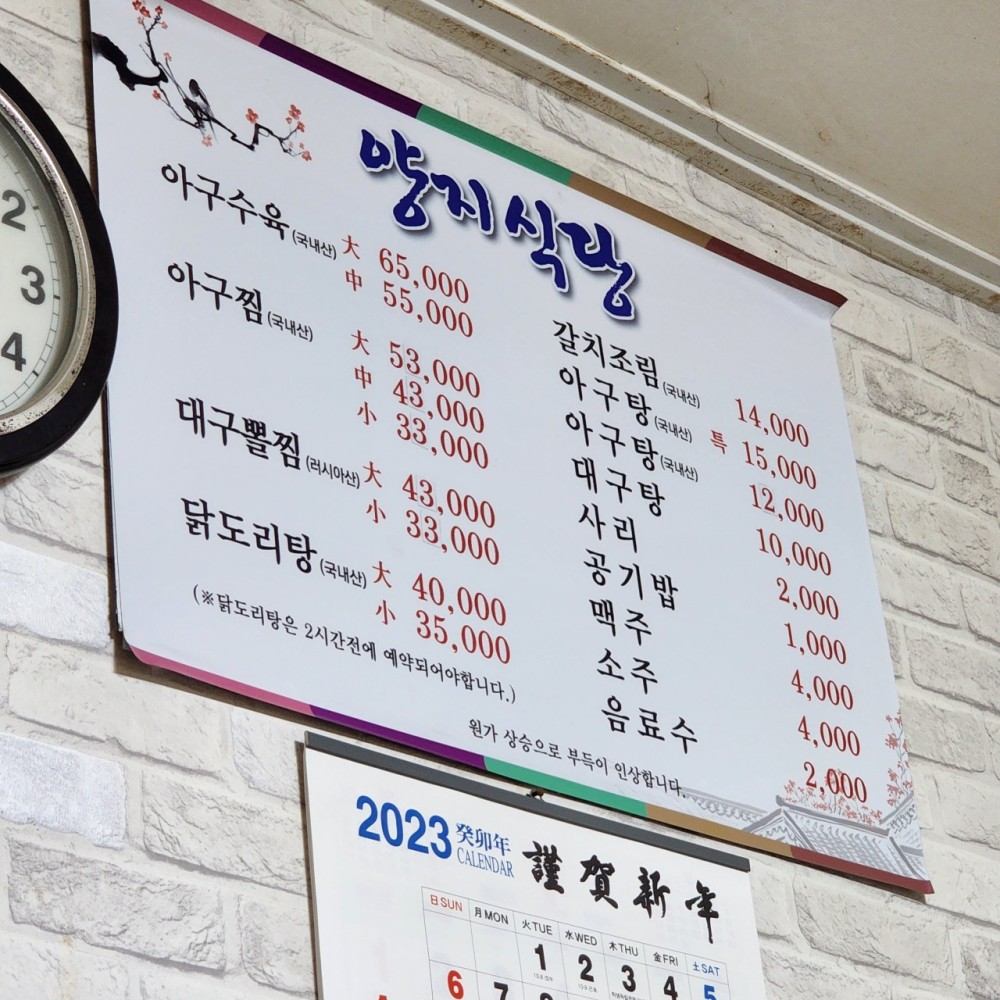 양지식당
아구수육(국내산) 大 65,000
中 55,000
아구찜(국내산) 大 53,000
中 43,000
小 33,000
대구뽈찜(러시아산) 大 43,000
小 33,000
닭도리탕(국내산) 大 40,000
小 35,000
(※닭도리탕은 2시간전에 예약되어야합니다.)
갈치조림(국내산) 14,000
아구탕(국내산) 特 15,000
아구탕(국내산) 12,000
대구탕 10,000
사리 2,000
공기밥 1,000
맥주 4,000
소주 4,000
음료수 2,000
원가 상승으로 부득이 인상합니다.
2
3
4
2023 癸卯年
CALENDAR
謹賀新年
日SUN 月MON 火TUE 水WED 木THU 金FRI 土SAT
1 2 3 4 5
6 7